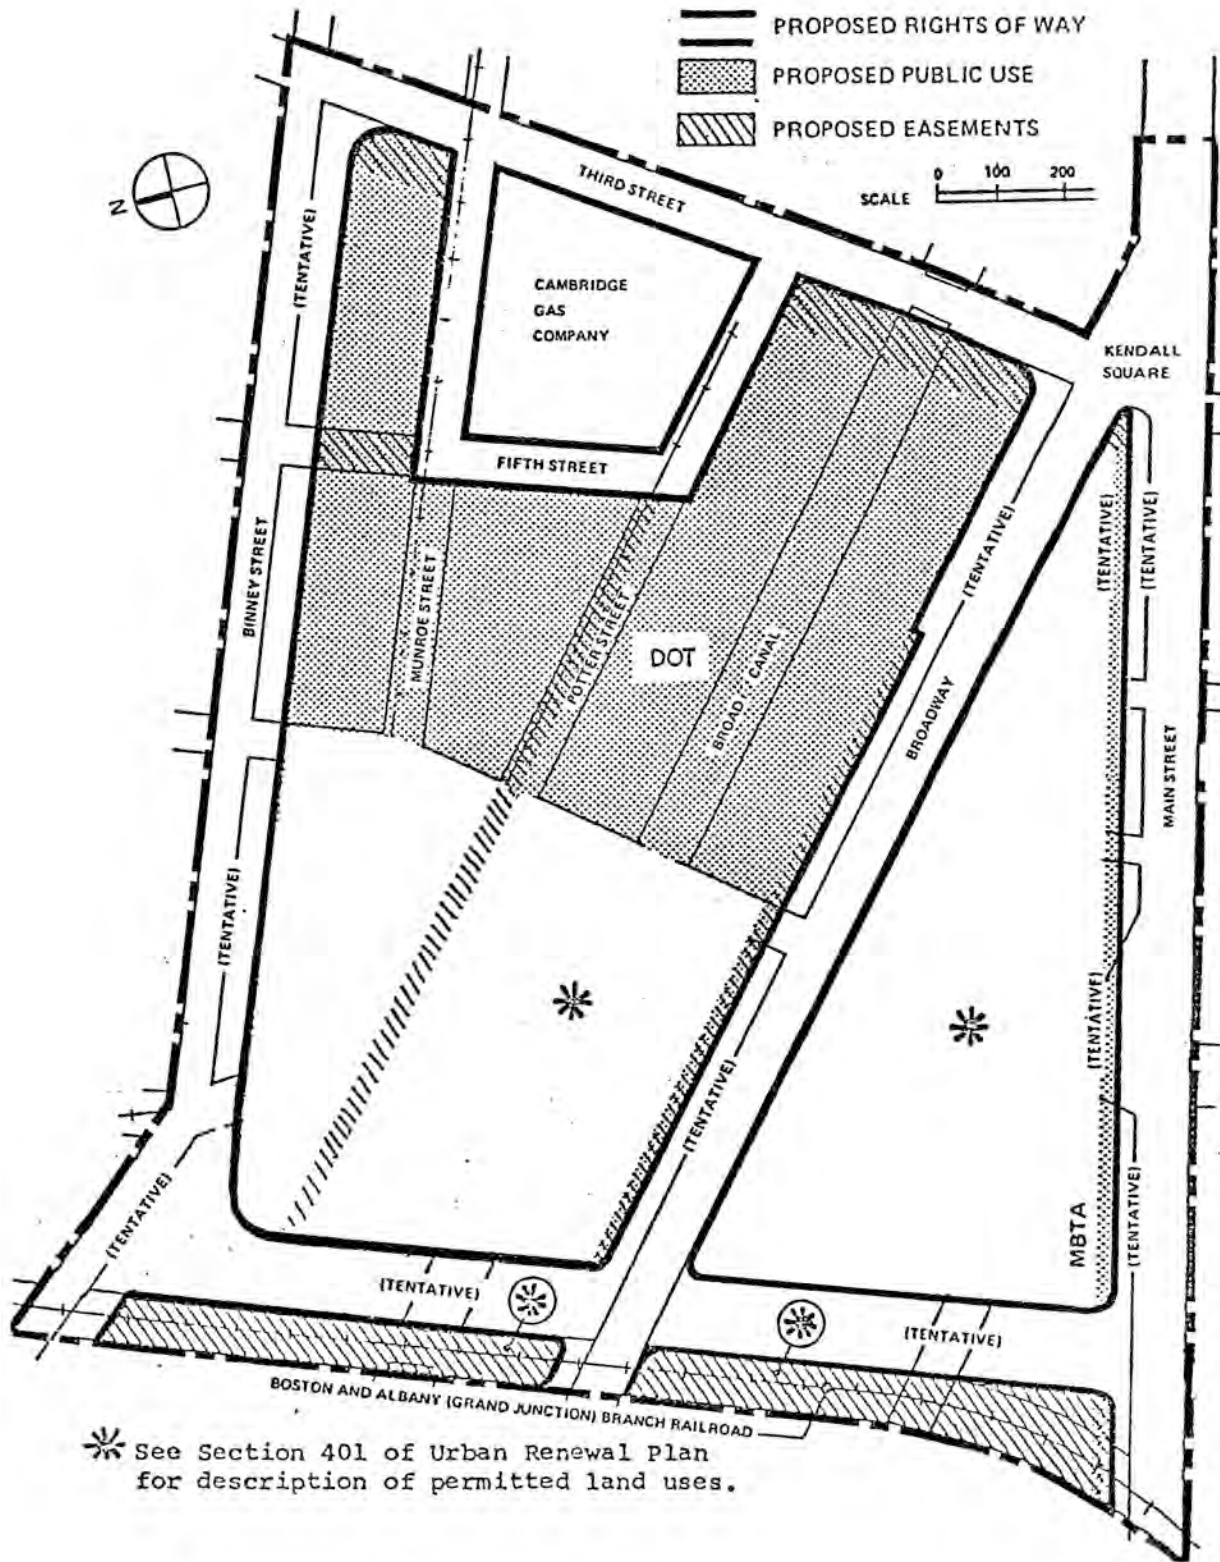 PROPOSED RIGHTS OF WAY
PROPOSED PUBLIC USE
PROPOSED EASEMENTS
SCALE 0 100 200
N
THIRD STREET
(TENTATIVE)
CAMBRIDGE
GAS
COMPANY
KENDALL
SQUARE
FIFTH STREET
BINNEY STREET
MUNROE STREET
POTTER STREET
DOT
BROAD CANAL
(TENTATIVE)
BROADWAY
(TENTATIVE)
(TENTATIVE)
MAIN STREET
(TENTATIVE)
(TENTATIVE)
(TENTATIVE)
(TENTATIVE)
MBTA
(TENTATIVE)
(TENTATIVE)
(TENTATIVE)
BOSTON AND ALBANY (GRAND JUNCTION) BRANCH RAILROAD
See Section 401 of Urban Renewal Plan
for description of permitted land uses.